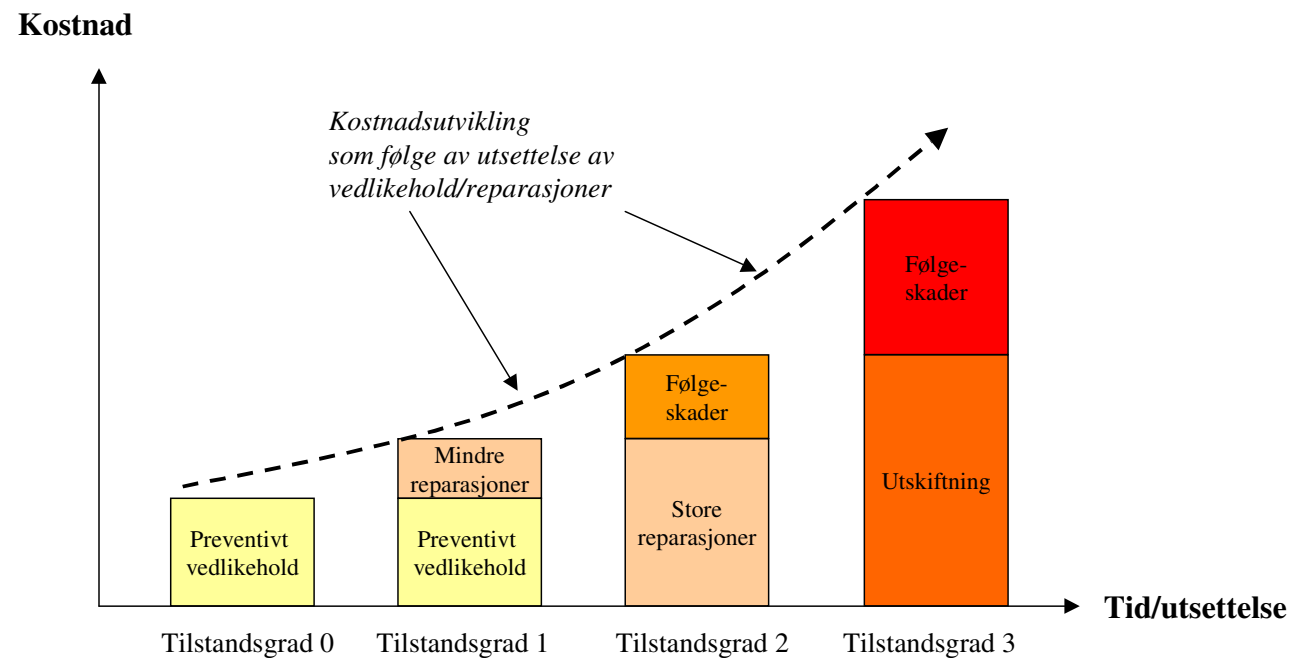 Kostnad
Kostnadsutvikling
som følge av utsettelse av
vedlikehold/reparasjoner
Følge-
skader
Følge-
skader
Mindre
reparasjoner
Utskiftning
Store
reparasjoner
Preventivt
vedlikehold
Preventivt
vedlikehold
Tid/utsettelse
Tilstandsgrad 0
Tilstandsgrad 1
Tilstandsgrad 2
Tilstandsgrad 3